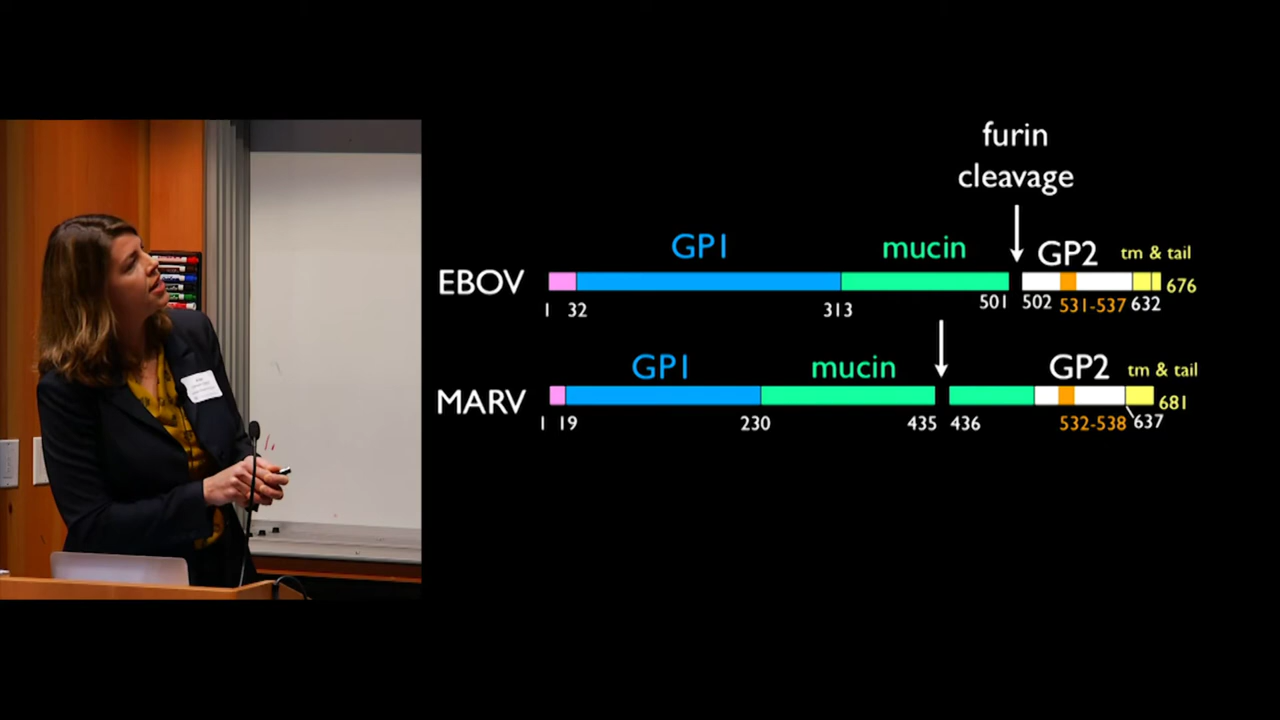 furin
cleavage
GP1 mucin GP2 tm & tail
EBOV
1 32 313 501 502 531-537 632 676
GP1 mucin GP2 tm & tail
MARV
1 19 230 435 436 532-538 637 681